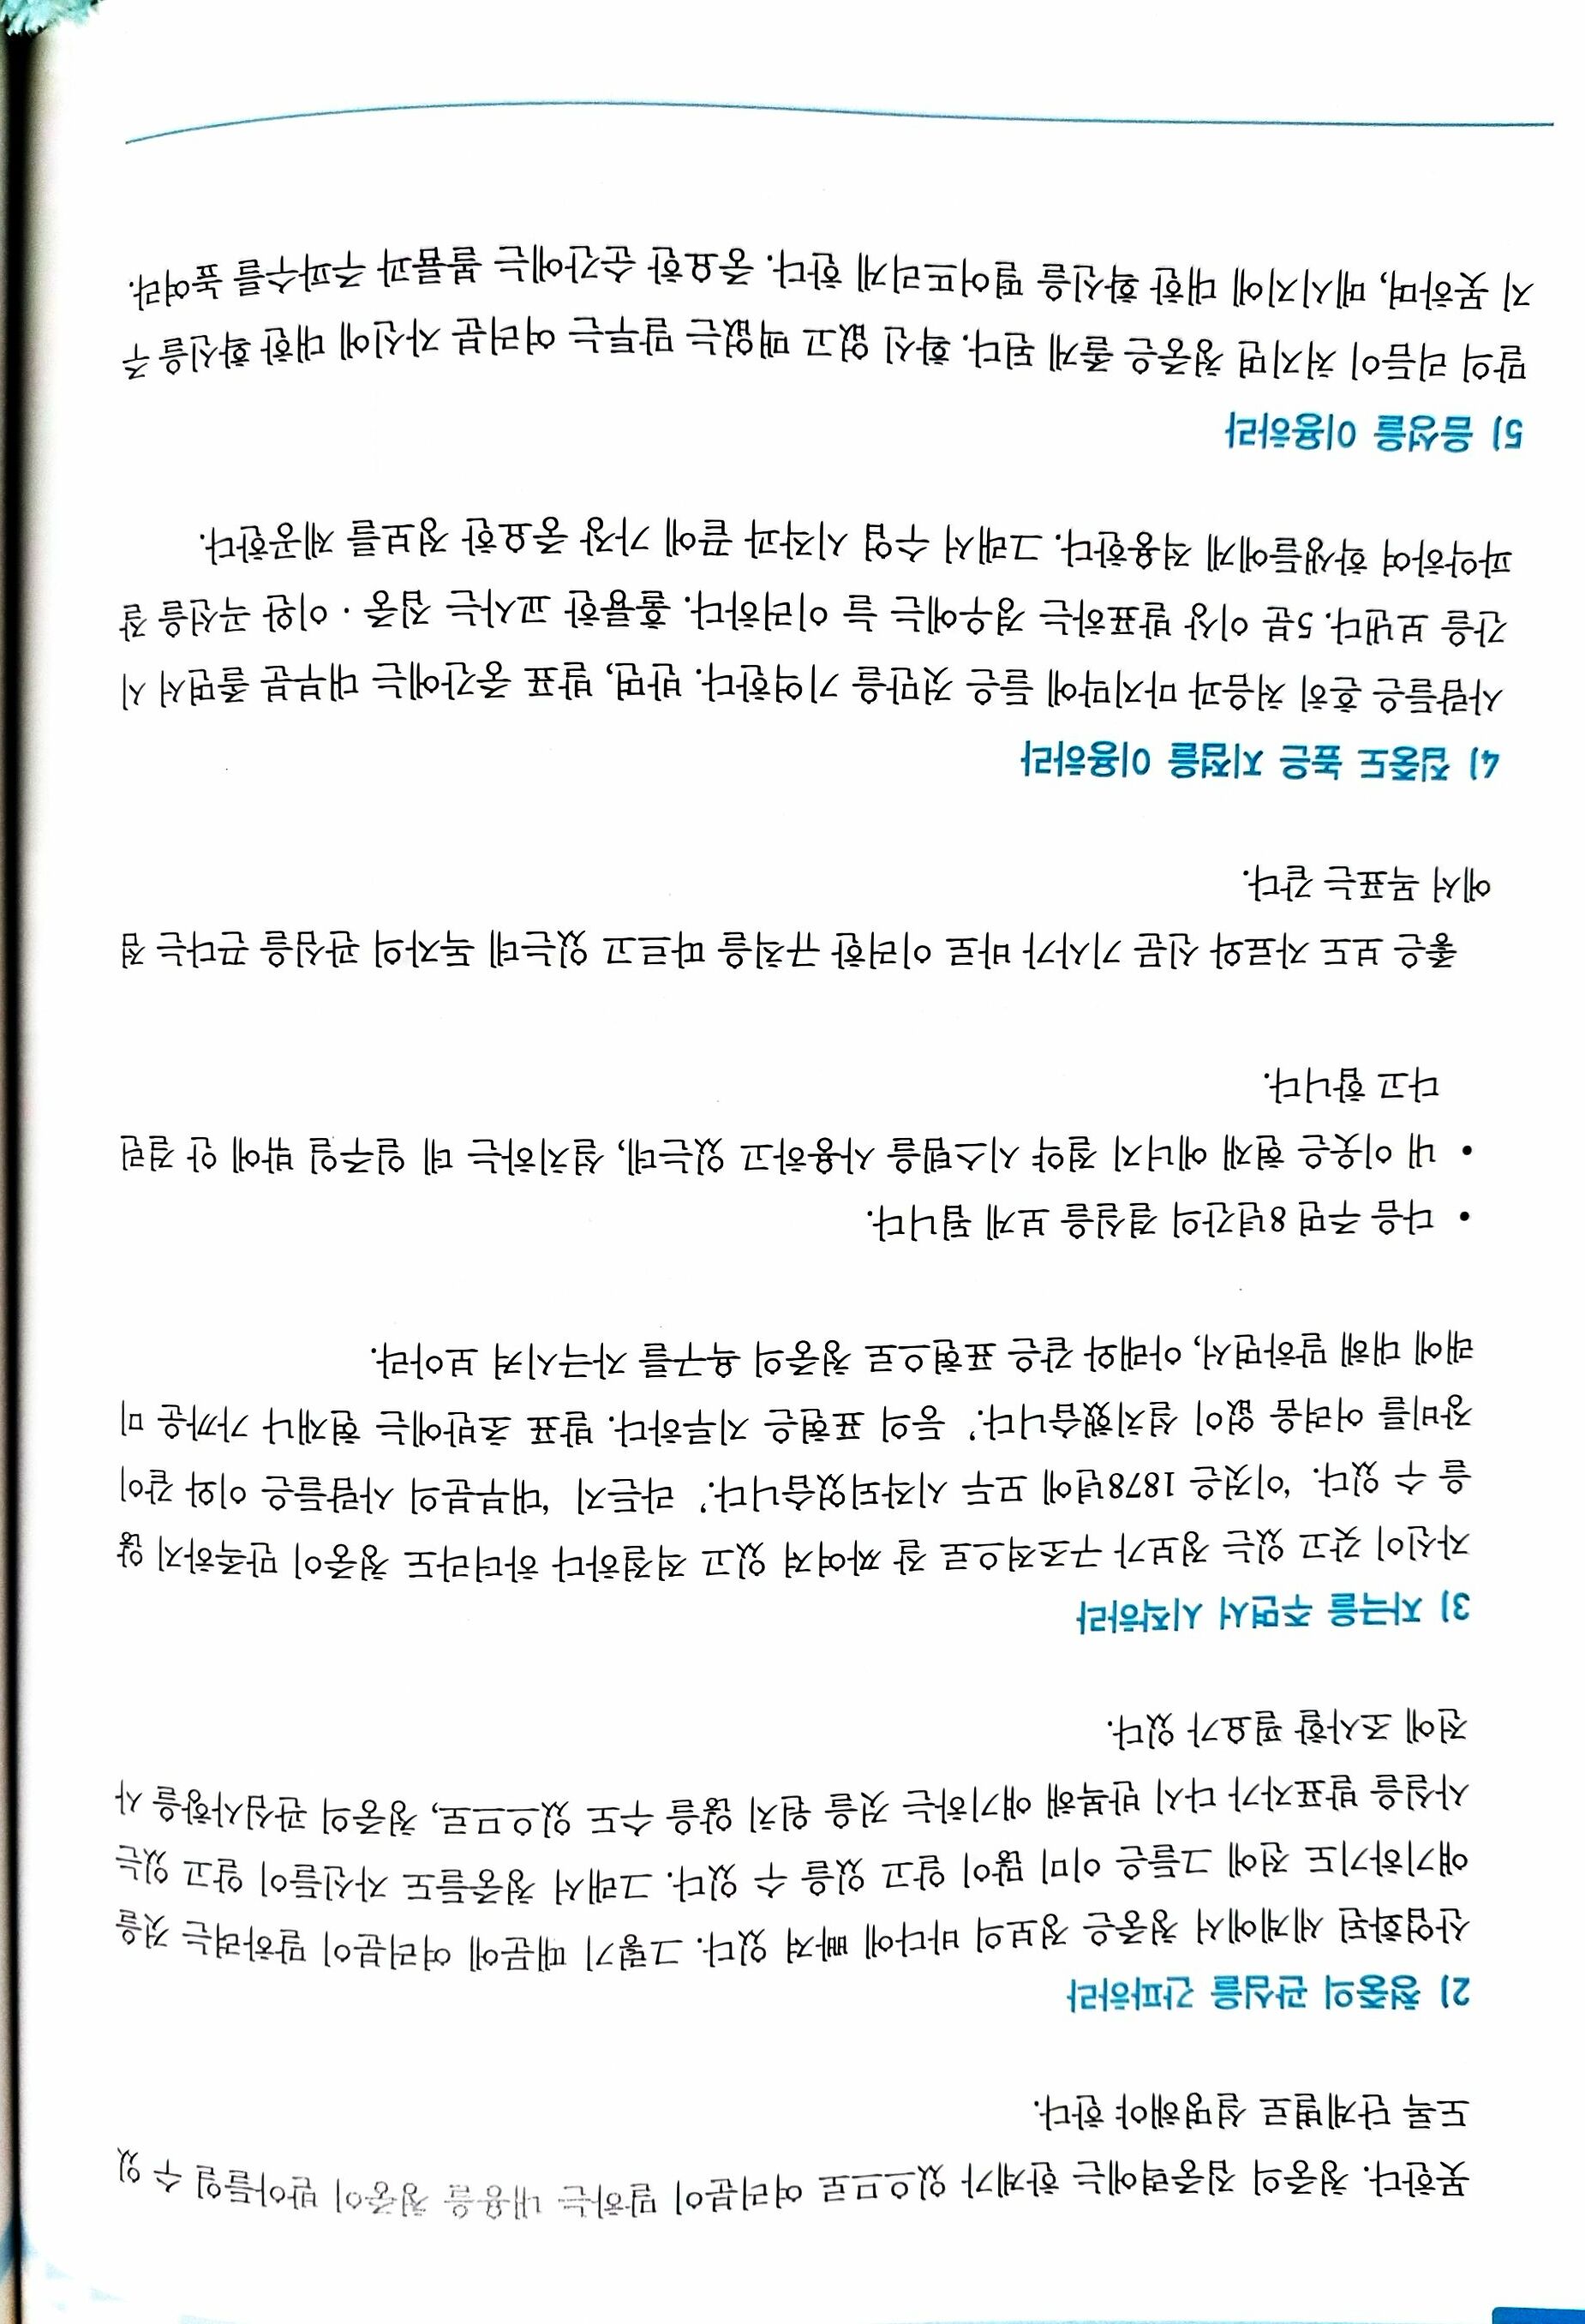 못한다. 청중의 집중력에는 한계가 있으므로 여러분이 말하는 내용을 청중이 받아들일 수 있
도록 단계별로 설명해야 한다.
2) 청중의 관심을 간파하라
산업화된 세계에서 청중은 정보의 바다에 빠져 있다. 그렇기 때문에 여러분이 말하려는 것을
얘기하기도 전에 그들은 이미 많이 알고 있을 수 있다. 그래서 청중들도 자신들이 알고 있는
사실을 발표자가 다시 반복해 얘기하는 것을 원치 않을 수도 있으므로, 청중의 관심사항을 사
전에 조사할 필요가 있다.
3) 자극을 주면서 시작하라
자신이 갖고 있는 정보가 구조적으로 잘 짜여져 있고 적절하다 하더라도 청중이 만족하지 않
을 수 있다. '이것은 1878년에 모두 시작되었습니다.' 라든지 '대부분의 사람들은 이와 같이
장비를 어려움 없이 설치했습니다.' 등의 표현은 지루하다. 발표 초반에는 현재나 가까운 미
래에 대해 말하면서, 아래와 같은 표현으로 청중의 욕구를 자극시켜 보아라.
• 다음 주면 8년간의 결실을 보게 됩니다.
• 내 이웃은 현재 에너지 절약 시스템을 사용하고 있는데, 설치하는 데 일주일 밖에 안 걸렸
다고 합니다.
좋은 보도 자료와 신문 기사가 바로 이러한 규칙을 따르고 있는데 독자의 관심을 끈다는 점
에서 목표는 같다.
4) 집중도 높은 지점을 이용하라
사람들은 흔히 처음과 마지막에 들은 것만을 기억한다. 반면, 발표 중간에는 대부분 졸면서 시
간을 보낸다. 5분 이상 발표하는 경우에는 늘 이러하다. 훌륭한 교사는 집중 · 이완 곡선을 잘
파악하여 학생들에게 적용한다. 그래서 수업 시작과 끝에 가장 중요한 정보를 제공한다.
5) 음성을 이용하라
말의 리듬이 처지면 청중은 졸게 된다. 확신 없고 맥없는 말투는 여러분 자신에 대한 확신을 주
지 못하며, 메시지에 대한 확신을 떨어뜨리게 한다. 중요한 순간에는 볼륨과 주파수를 높여라.